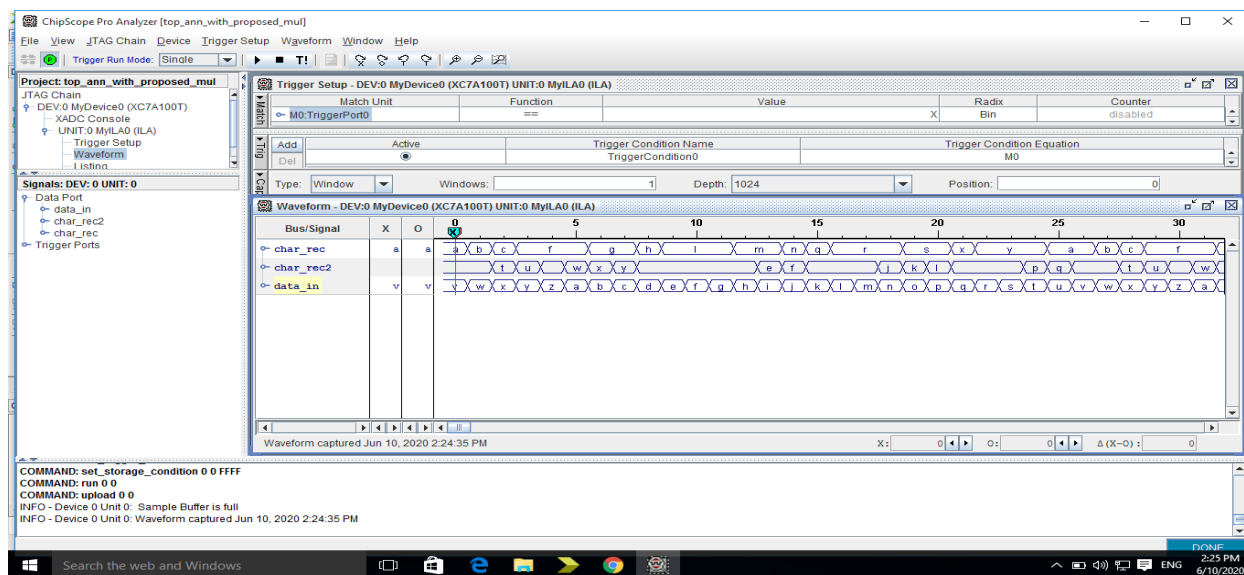 ChipScope Pro Analyzer [top_ann_with_proposed_mul]
File View JTAG Chain Device Trigger Setup Waveform Window Help
Trigger Run Mode: Single T!
Project: top_ann_with_proposed_mul
JTAG Chain
DEV:0 MyDevice0 (XC7A100T)
XADC Console
UNIT:0 MyILA0 (ILA)
Trigger Setup
Waveform
Listing
Signals: DEV: 0 UNIT: 0
Data Port
data_in
char_rec2
char_rec
Trigger Ports
Trigger Setup - DEV:0 MyDevice0 (XC7A100T) UNIT:0 MyILA0 (ILA)
Match
Match Unit Function Value Radix Counter
M0:TriggerPort0 == X Bin disabled
Trig
Add Active Trigger Condition Name Trigger Condition Equation
Del TriggerCondition0 M0
Cap
Type: Window Windows: 1 Depth: 1024 Position: 0
Waveform - DEV:0 MyDevice0 (XC7A100T) UNIT:0 MyILA0 (ILA)
Bus/Signal X O 0 5 10 15 20 25 30
X
char_rec a a a b c f g h l m n q r s x y a b c f
char_rec2 t u w x y e f j k l p q t u w
data_in v v v w x y z a b c d e f g h i j k l m n o p q r s t u v w x y z a
Waveform captured Jun 10, 2020 2:24:35 PM X: 0 O: 0 Δ(X-O): 0
COMMAND: set_storage_condition 0 0 FFFF
COMMAND: run 0 0
COMMAND: upload 0 0
INFO - Device 0 Unit 0: Sample Buffer is full
INFO - Device 0 Unit 0: Waveform captured Jun 10, 2020 2:24:35 PM
DONE
Search the web and Windows
ENG
2:25 PM
6/10/2020